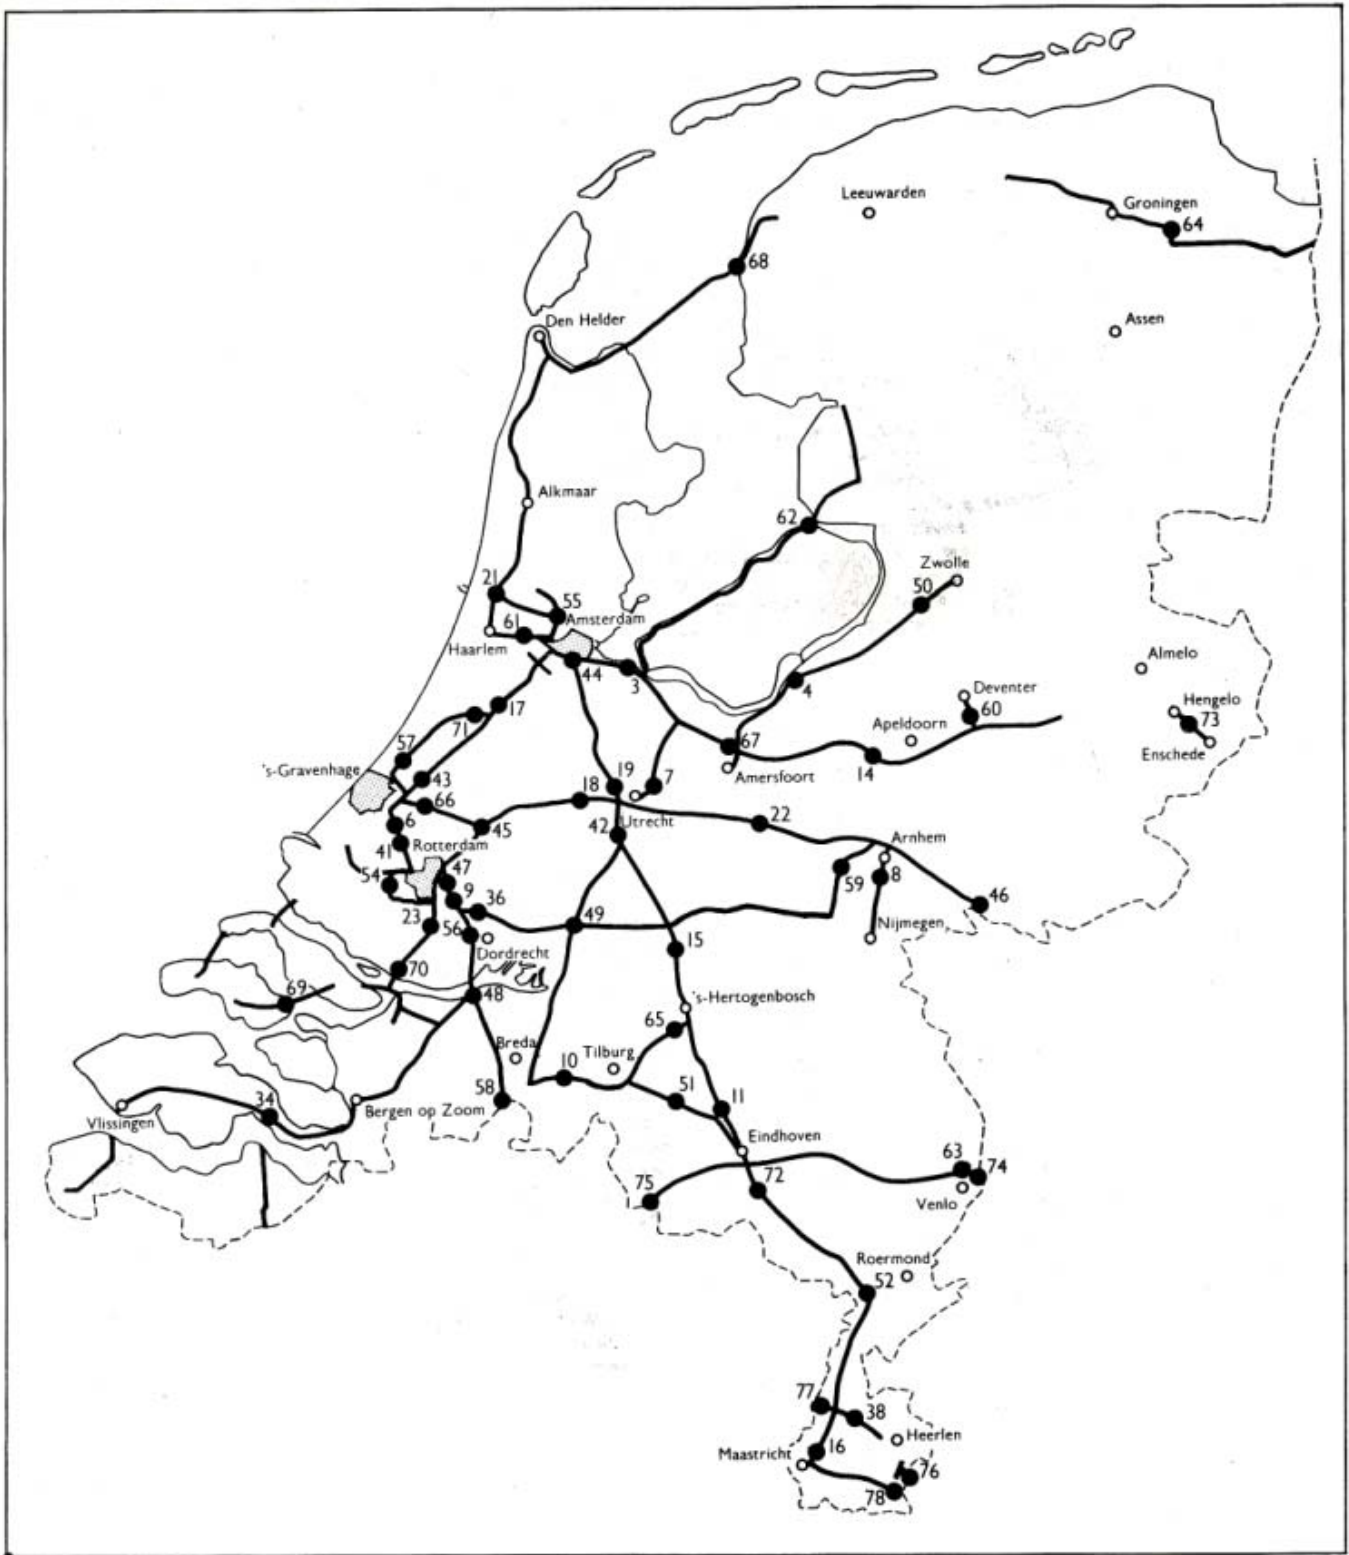 Leeuwarden
Groningen
64
68
Den Helder
Assen
Alkmaar
62
Zwolle
50
21
55
61
Amsterdam
Haarlem
44
3
4
Almelo
Deventer
60
Hengelo
73
Enschede
17
71
Apeldoorn
67
14
Amersfoort
57
's-Gravenhage
43
66
19
7
18
22
6
45
42
Utrecht
41
Rotterdam
Arnhem
54
47
9
36
59
8
46
23
56
49
Nijmegen
15
Dordrecht
70
48
69
's-Hertogenbosch
65
Breda
Tilburg
10
58
51
11
34
Bergen op Zoom
Vlissingen
Eindhoven
63
74
75
72
Venlo
Roermond
52
77
38
Heerlen
16
Maastricht
76
78